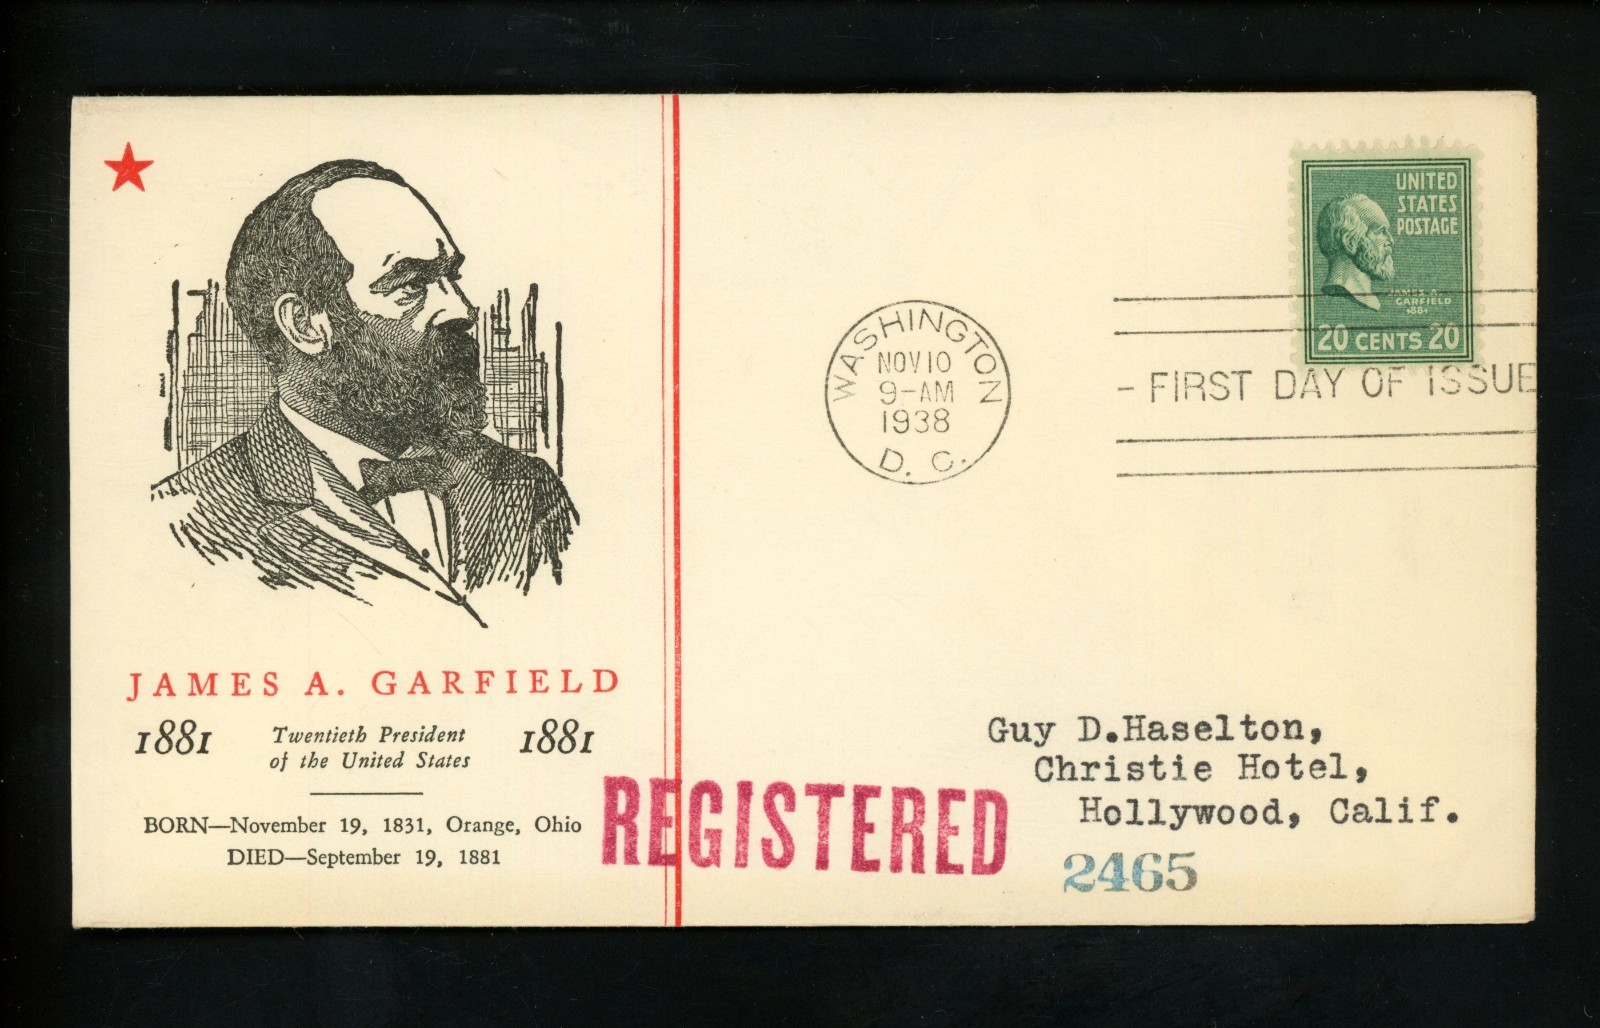 JAMES A. GARFIELD
1881 Twentieth President 1881
of the United States
BORN—November 19, 1831, Orange, Ohio
DIED—September 19, 1881
UNITED
STATES
POSTAGE
JAMES A.
GARFIELD
1881
20 CENTS 20
WASHINGTON
NOV 10
9-AM
1938
D. C.
- FIRST DAY OF ISSUE
Guy D.Haselton,
Christie Hotel,
Hollywood, Calif.
REGISTERED
2465